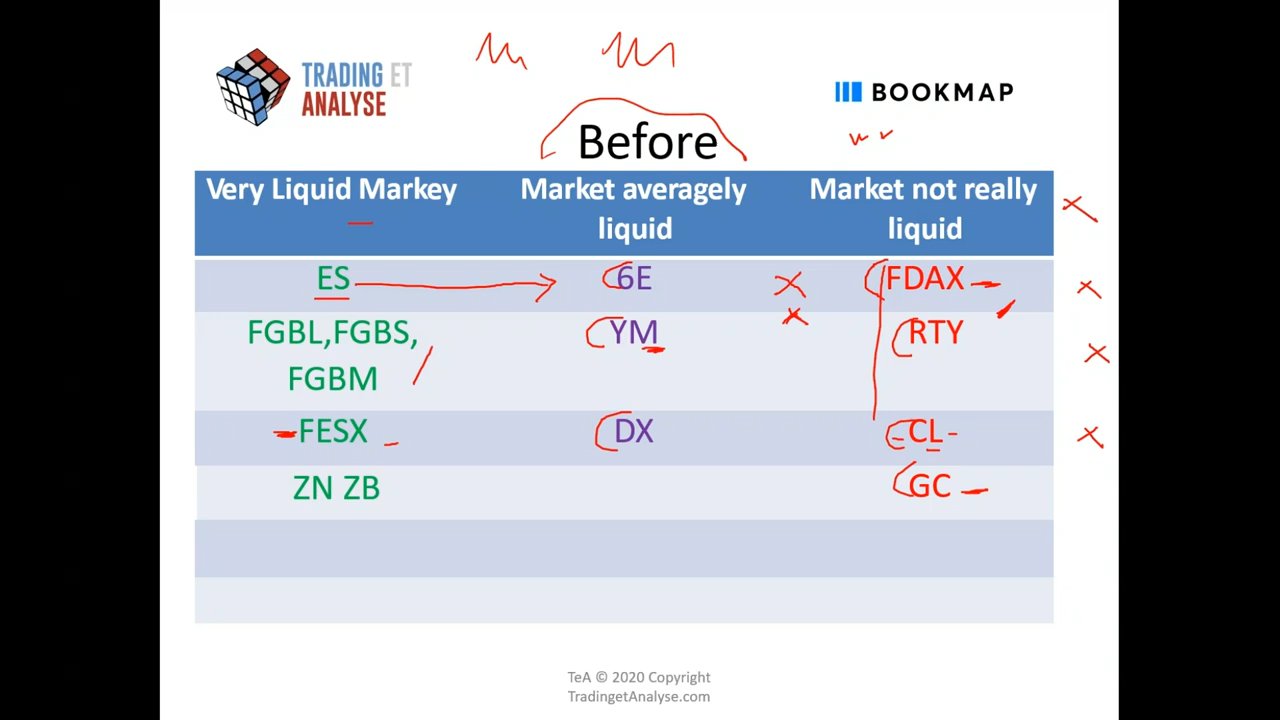 TRADING ET
ANALYSE
BOOKMAP
Before
Very Liquid Markey
Market averagely
liquid
Market not really
liquid
ES
6E
FDAX
FGBL,FGBS,
FGBM
YM
RTY
FESX
DX
CL
ZN ZB
GC
TeA © 2020 Copyright
TradingetAnalyse.com